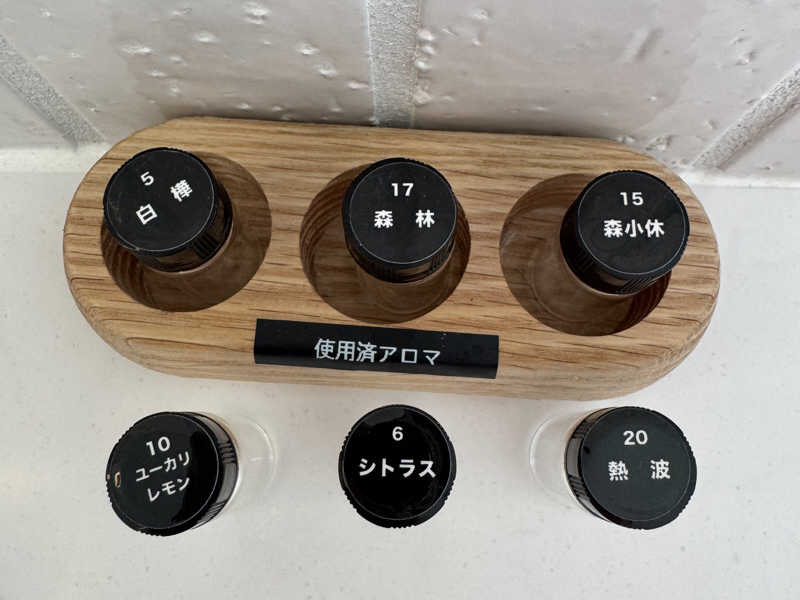 5
白 樺
17
森 林
15
森小休
使用済アロマ
10
ユーカリ
レモン
6
シトラス
20
熱 波